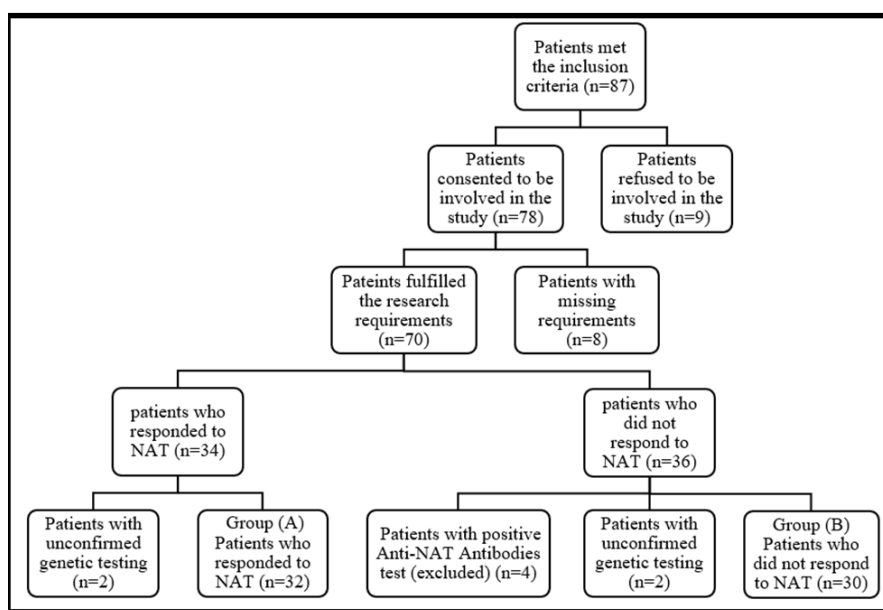 Patients met
the inclusion
criteria (n=87)
Patients
consented to be
involved in the
study (n=78)
Patients
refused to be
involved in the
study (n=9)
Pateints fulfilled
the research
requirements
(n=70)
Patients with
missing
requirements
(n=8)
patients who
responded to
NAT (n=34)
patients who
did not
respond to
NAT (n=36)
Patients with
unconfirmed
genetic testing
(n=2)
Group (A)
Patients who
responded to
NAT (n=32)
Patients with positive
Anti-NAT Antibodies
test (excluded) (n=4)
Patients with
unconfirmed
genetic testing
(n=2)
Group (B)
Patients who
did not respond
to NAT (n=30)